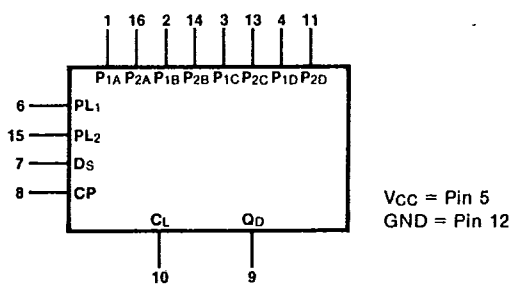 1 16 2 14 3 13 4 11
P1A P2A P1B P2B P1C P2C P1D P2D
6 PL1
15 PL2
7 DS
8 CP
VCC = Pin 5
GND = Pin 12
CL QD
10 9